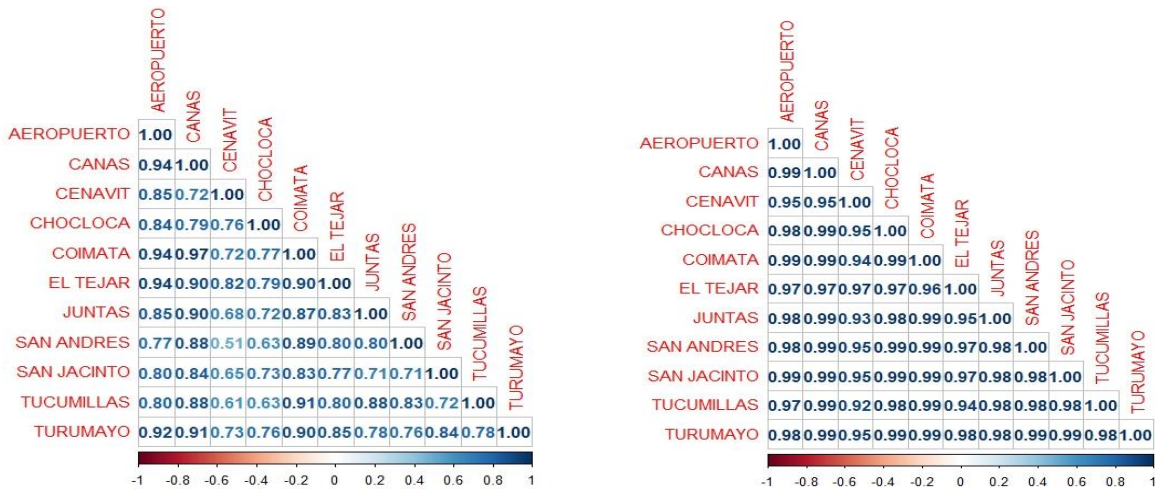 AEROPUERTO
CANAS
CENAVIT
CHOCLOCA
COIMATA
EL TEJAR
JUNTAS
SAN ANDRES
SAN JACINTO
TUCUMILLAS
TURUMAYO
AEROPUERTO 1.00
CANAS 0.94 1.00
CENAVIT 0.85 0.72 1.00
CHOCLOCA 0.84 0.79 0.76 1.00
COIMATA 0.94 0.97 0.72 0.77 1.00
EL TEJAR 0.94 0.90 0.82 0.79 0.90 1.00
JUNTAS 0.85 0.90 0.68 0.72 0.87 0.83 1.00
SAN ANDRES 0.77 0.88 0.51 0.63 0.89 0.80 0.80 1.00
SAN JACINTO 0.80 0.84 0.65 0.73 0.83 0.77 0.71 0.71 1.00
TUCUMILLAS 0.80 0.88 0.61 0.63 0.91 0.80 0.88 0.83 0.72 1.00
TURUMAYO 0.92 0.91 0.73 0.76 0.90 0.85 0.78 0.76 0.84 0.78 1.00
-1 -0.8 -0.6 -0.4 -0.2 0 0.2 0.4 0.6 0.8 1
AEROPUERTO
CANAS
CENAVIT
CHOCLOCA
COIMATA
EL TEJAR
JUNTAS
SAN ANDRES
SAN JACINTO
TUCUMILLAS
TURUMAYO
AEROPUERTO 1.00
CANAS 0.99 1.00
CENAVIT 0.95 0.95 1.00
CHOCLOCA 0.98 0.99 0.95 1.00
COIMATA 0.99 0.99 0.94 0.99 1.00
EL TEJAR 0.97 0.97 0.97 0.97 0.96 1.00
JUNTAS 0.98 0.99 0.93 0.98 0.99 0.95 1.00
SAN ANDRES 0.98 0.99 0.95 0.99 0.99 0.97 0.98 1.00
SAN JACINTO 0.99 0.99 0.95 0.99 0.99 0.97 0.98 0.98 1.00
TUCUMILLAS 0.97 0.99 0.92 0.98 0.99 0.94 0.98 0.98 0.98 1.00
TURUMAYO 0.98 0.99 0.95 0.99 0.99 0.98 0.98 0.99 0.99 0.98 1.00
-1 -0.8 -0.6 -0.4 -0.2 0 0.2 0.4 0.6 0.8 1